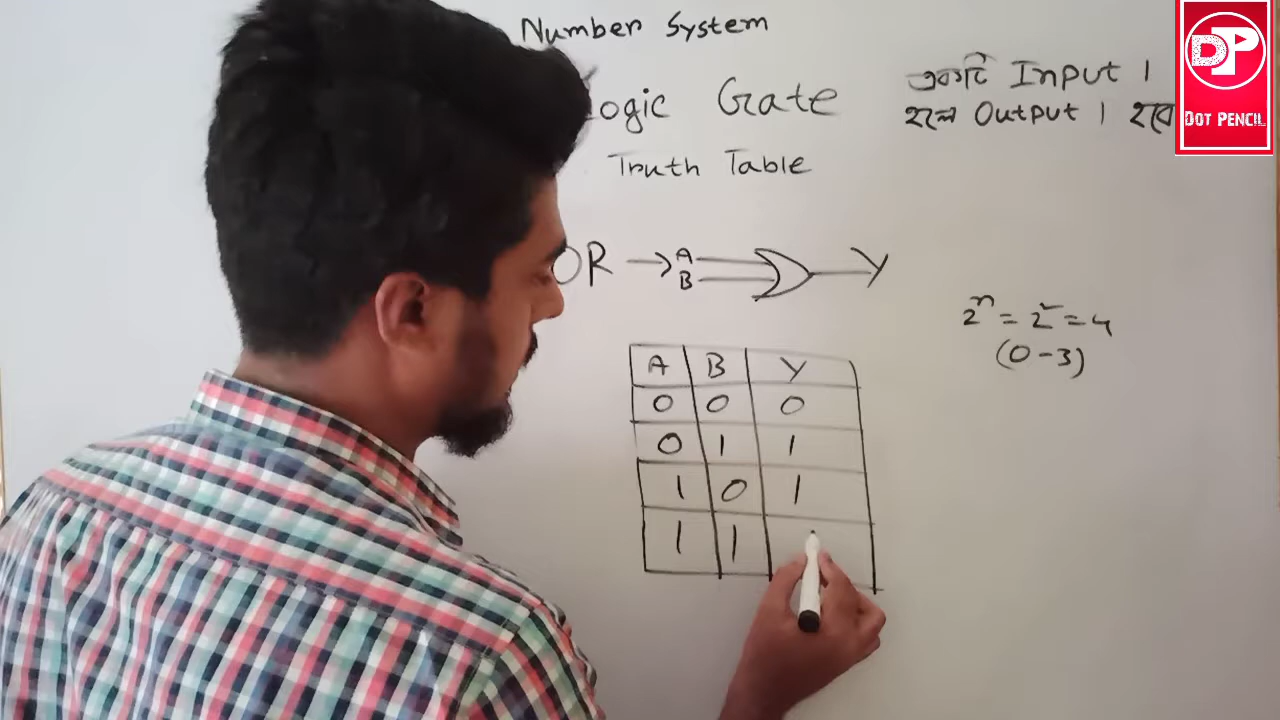 Number System
Logic Gate
Truth Table
একটি Input 1
হলে Output 1 হবে
DP
DOT PENCIL
OR → A B Y
2ⁿ = 2² = 4
(0-3)
A B Y
0 0 0
0 1 1
1 0 1
1 1